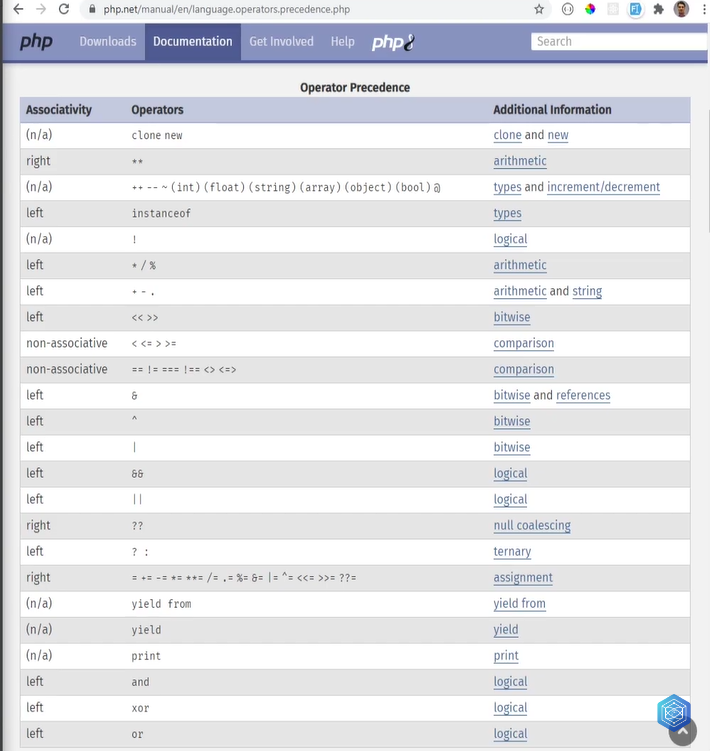 php.net/manual/en/language.operators.precedence.php
php Downloads Documentation Get Involved Help php8 Search
Operator Precedence
Associativity Operators Additional Information
(n/a) clone new clone and new
right ** arithmetic
(n/a) ++ -- ~ (int) (float) (string) (array) (object) (bool) @ types and increment/decrement
left instanceof types
(n/a) ! logical
left * / % arithmetic
left + - . arithmetic and string
left << >> bitwise
non-associative < <= > >= comparison
non-associative == != === !== <> <=> comparison
left & bitwise and references
left ^ bitwise
left | bitwise
left && logical
left || logical
right ?? null coalescing
left ? : ternary
right = += -= *= **= /= .= %= &= |= ^= <<= >>= ??= assignment
(n/a) yield from yield from
(n/a) yield yield
(n/a) print print
left and logical
left xor logical
left or logical